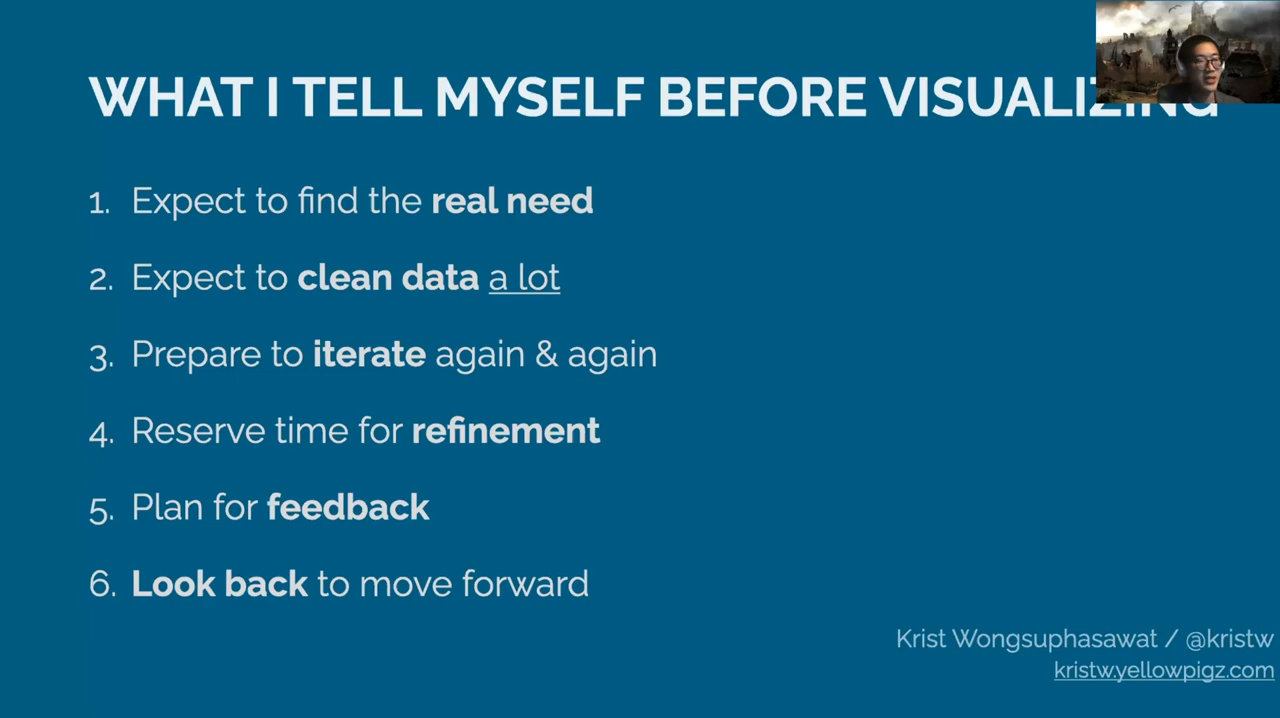 WHAT I TELL MYSELF BEFORE VISUALIZING
1. Expect to find the real need
2. Expect to clean data a lot
3. Prepare to iterate again & again
4. Reserve time for refinement
5. Plan for feedback
6. Look back to move forward
Krist Wongsuphasawat / @kristw
kristw.yellowpigz.com